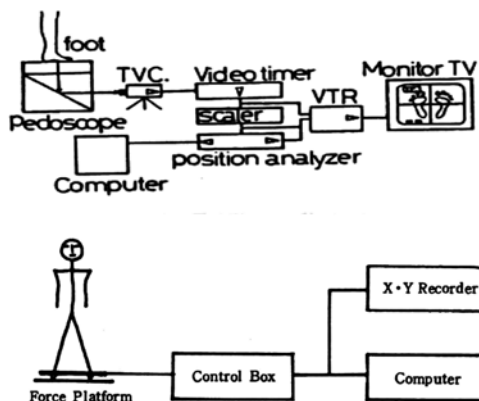 foot
TVC.
Video timer
Monitor TV
VTR
scaler
Pedoscope
position analyzer
Computer
X·Y Recorder
Control Box
Computer
Force Platform